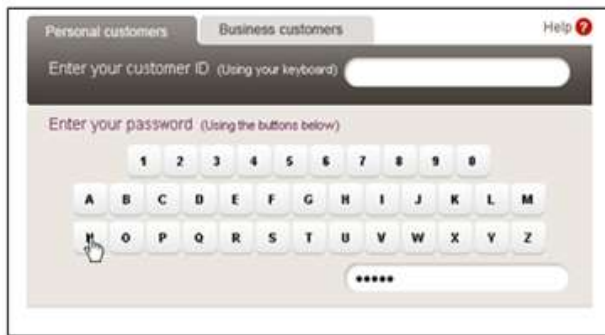 Personal customers
Business customers
Help ?
Enter your customer ID (Using your keyboard)
Enter your password (Using the buttons below)
1 2 3 4 5 6 7 8 9 0
A B C D E F G H I J K L M
N O P Q R S T U V W X Y Z
•••••